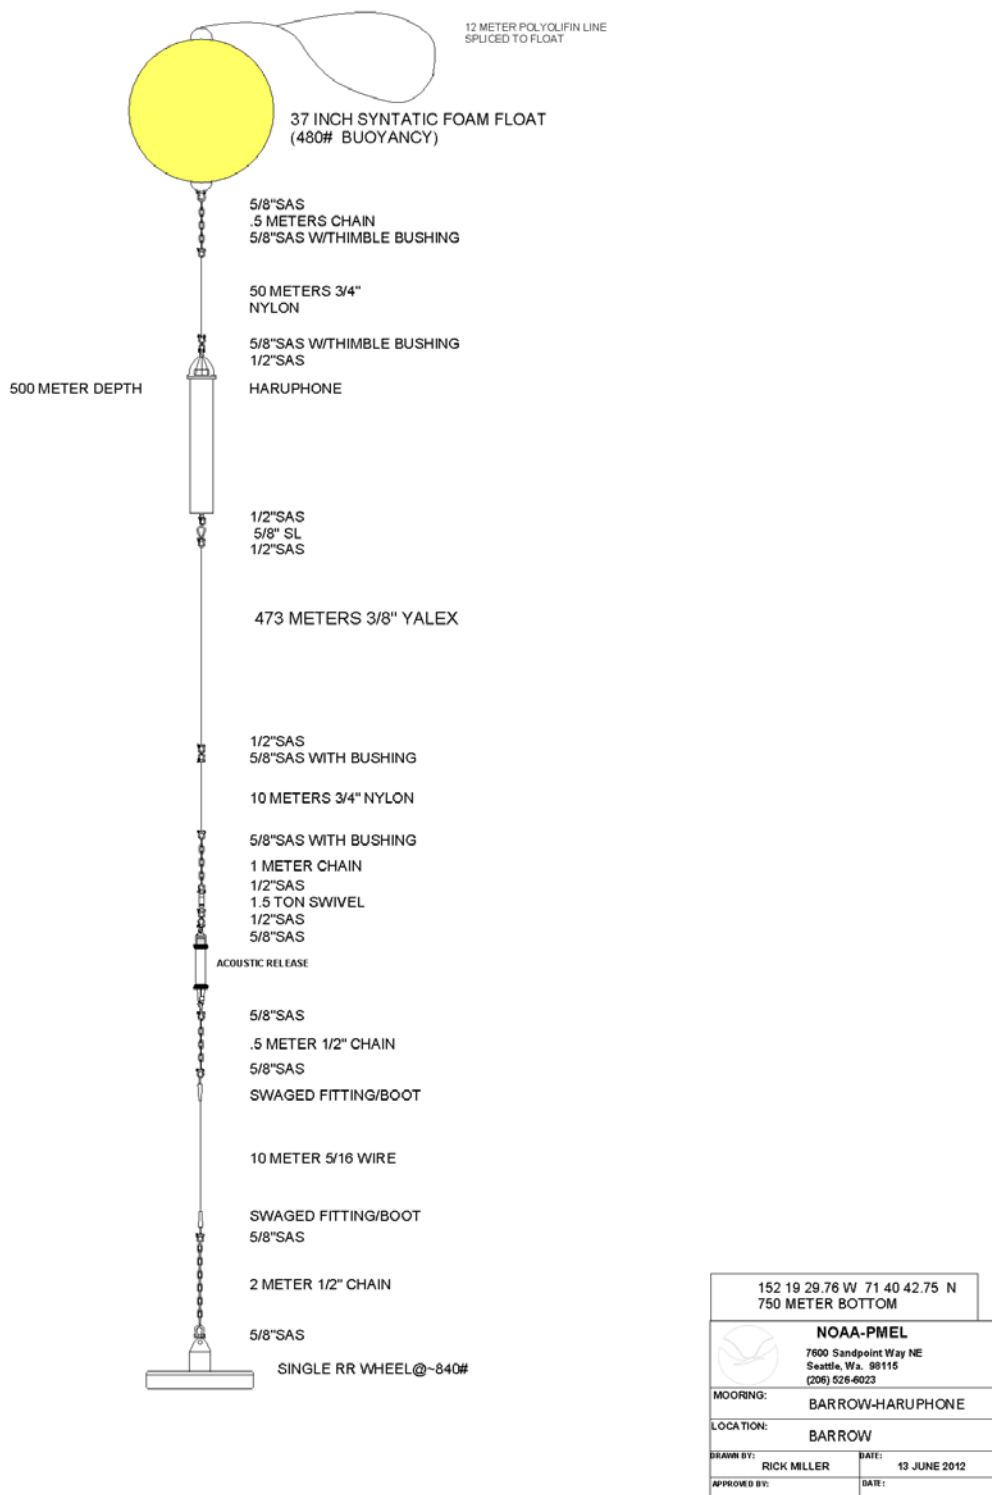 12 METER POLYOLIFIN LINE
SPLICED TO FLOAT
37 INCH SYNTATIC FOAM FLOAT
(480# BUOYANCY)
5/8"SAS
.5 METERS CHAIN
5/8"SAS W/THIMBLE BUSHING
50 METERS 3/4"
NYLON
5/8"SAS W/THIMBLE BUSHING
1/2"SAS
500 METER DEPTH
HARUPHONE
1/2"SAS
5/8" SL
1/2"SAS
473 METERS 3/8" YALEX
1/2"SAS
5/8"SAS WITH BUSHING
10 METERS 3/4" NYLON
5/8"SAS WITH BUSHING
1 METER CHAIN
1/2"SAS
1.5 TON SWIVEL
1/2"SAS
5/8"SAS
ACOUSTIC RELEASE
5/8"SAS
.5 METER 1/2" CHAIN
5/8"SAS
SWAGED FITTING/BOOT
10 METER 5/16 WIRE
SWAGED FITTING/BOOT
5/8"SAS
2 METER 1/2" CHAIN
5/8"SAS
SINGLE RR WHEEL@~840#
152 19 29.76 W 71 40 42.75 N
750 METER BOTTOM
NOAA-PMEL
7600 Sandpoint Way NE
Seattle, Wa. 98115
(206) 526-6023
MOORING:
BARROW-HARUPHONE
LOCATION:
BARROW
DRAWN BY:
RICK MILLER
DATE:
13 JUNE 2012
APPROVED BY:
DATE: